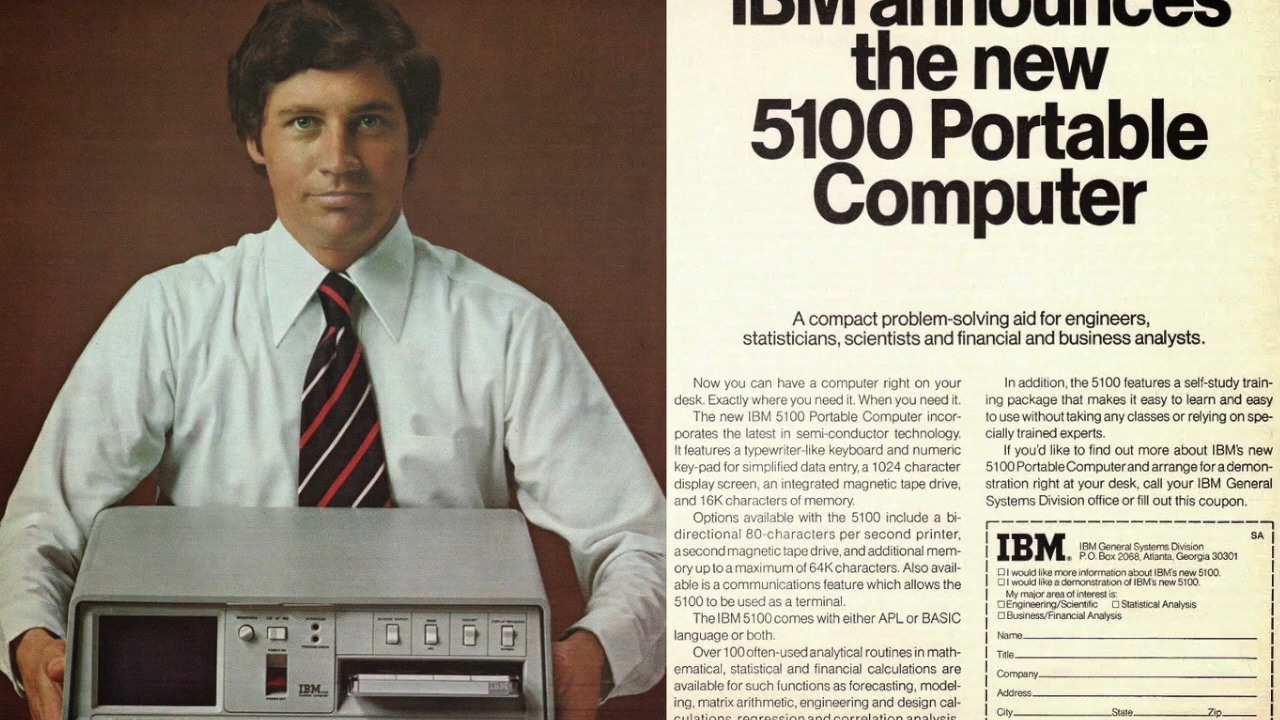 IBM announces
the new
5100 Portable
Computer
A compact problem-solving aid for engineers,
statisticians, scientists and financial and business analysts.
Now you can have a computer right on your
desk. Exactly where you need it. When you need it.
The new IBM 5100 Portable Computer incor-
porates the latest in semi-conductor technology.
It features a typewriter-like keyboard and numeric
key-pad for simplified data entry, a 1024 character
display screen, an integrated magnetic tape drive,
and 16K characters of memory.
Options available with the 5100 include a bi-
directional 80-characters per second printer,
a second magnetic tape drive, and additional mem-
ory up to a maximum of 64K characters. Also avail-
able is a communications feature which allows the
5100 to be used as a terminal.
The IBM 5100 comes with either APL or BASIC
language or both.
Over 100 often-used analytical routines in math-
ematical, statistical and financial calculations are
available for such functions as forecasting, model-
ing, matrix arithmetic, engineering and design cal-
culations, regression and correlation analysis.
In addition, the 5100 features a self-study train-
ing package that makes it easy to learn and easy
to use without taking any classes or relying on spe-
cially trained experts.
If you'd like to find out more about IBM's new
5100 Portable Computer and arrange for a demon-
stration right at your desk, call your IBM General
Systems Division office or fill out this coupon.
SA
IBM® IBM General Systems Division
P.O. Box 2068, Atlanta, Georgia 30301
I would like more information about IBM's new 5100.
I would like a demonstration of IBM's new 5100.
My major area of interest is:
Engineering/Scientific Statistical Analysis
Business/Financial Analysis
Name
Title
Company
Address
City State Zip
IBM